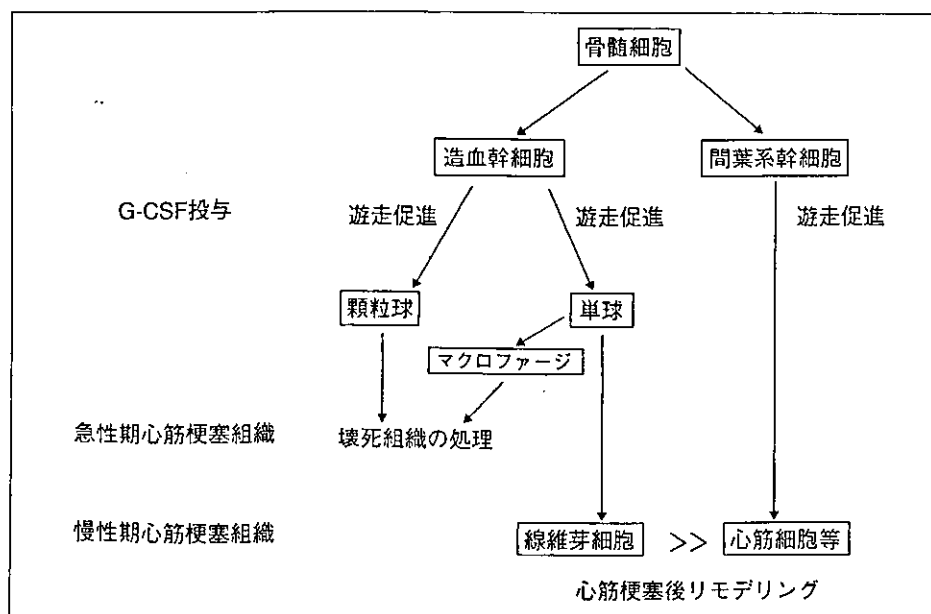 骨髄細胞
造血幹細胞
間葉系幹細胞
G-CSF投与
遊走促進
遊走促進
遊走促進
顆粒球
単球
マクロファージ
急性期心筋梗塞組織
壊死組織の処理
慢性期心筋梗塞組織
線維芽細胞 >> 心筋細胞等
心筋梗塞後リモデリング